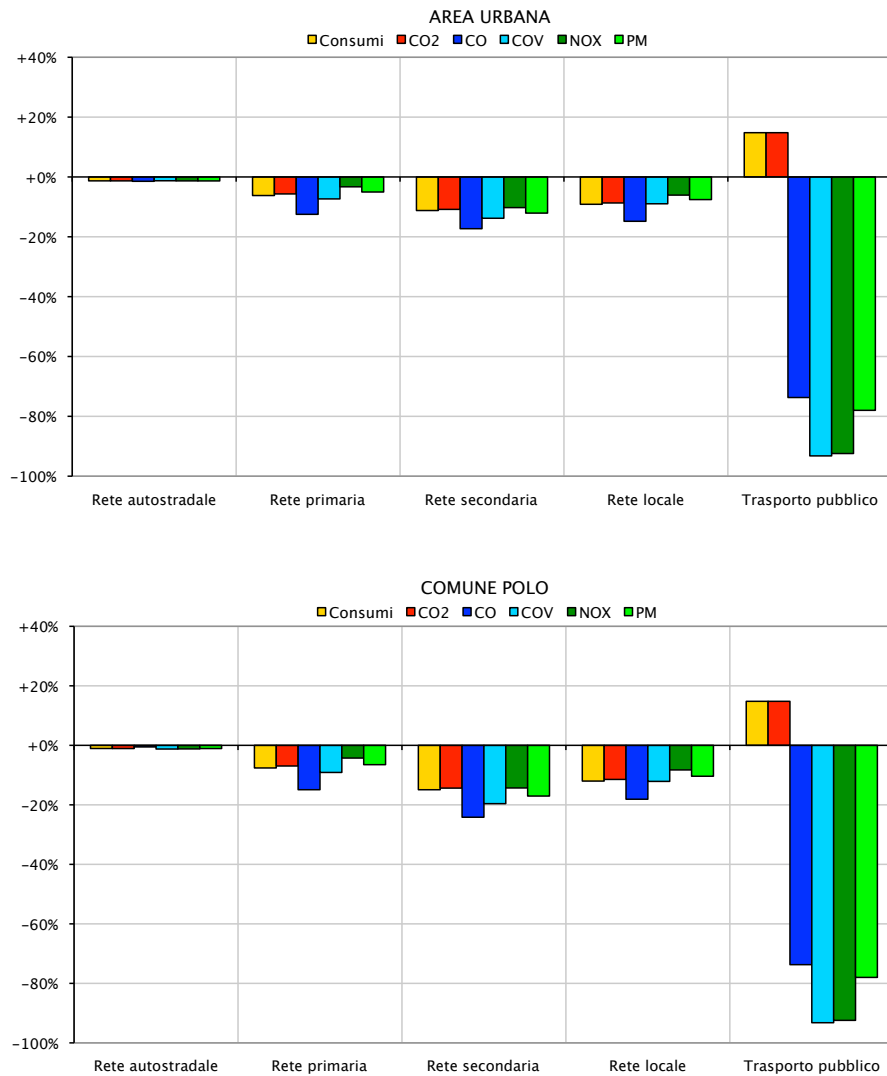 AREA URBANA
Consumi CO2 CO COV NOX PM
+40%
+20%
+0%
-20%
-40%
-60%
-80%
-100%
Rete autostradale Rete primaria Rete secondaria Rete locale Trasporto pubblico
COMUNE POLO
Consumi CO2 CO COV NOX PM
+40%
+20%
+0%
-20%
-40%
-60%
-80%
-100%
Rete autostradale Rete primaria Rete secondaria Rete locale Trasporto pubblico